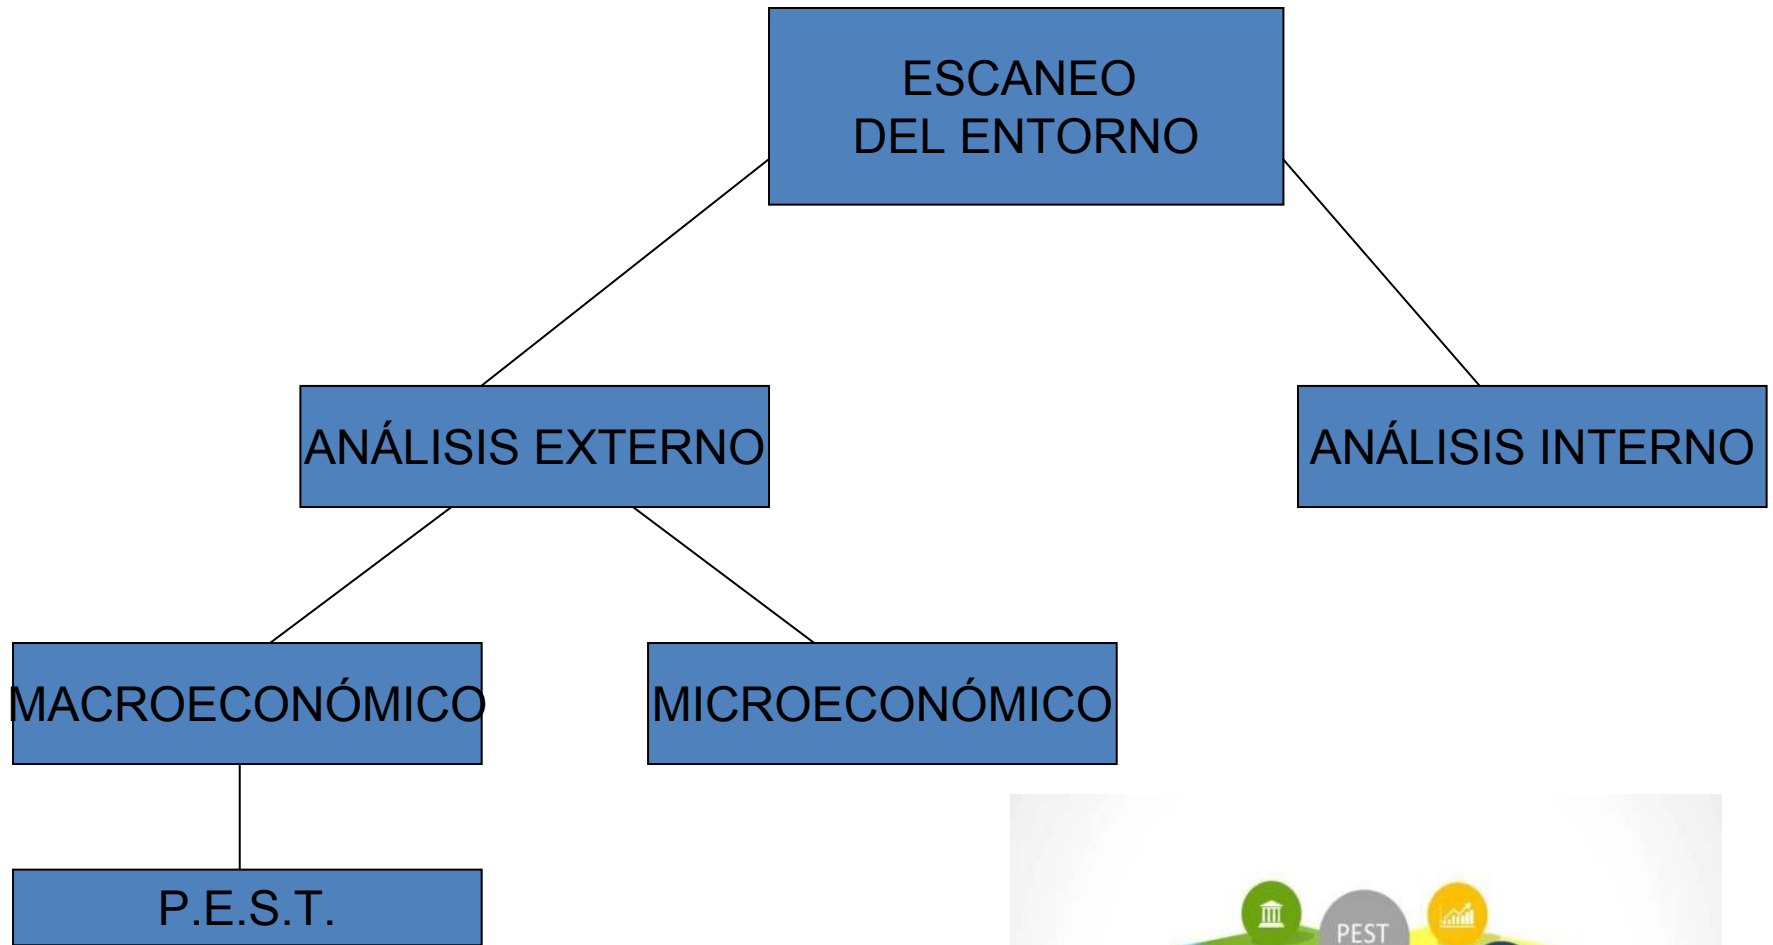 ESCANEO
DEL ENTORNO
ANÁLISIS EXTERNO
ANÁLISIS INTERNO
MACROECONÓMICO
MICROECONÓMICO
P.E.S.T.
PEST